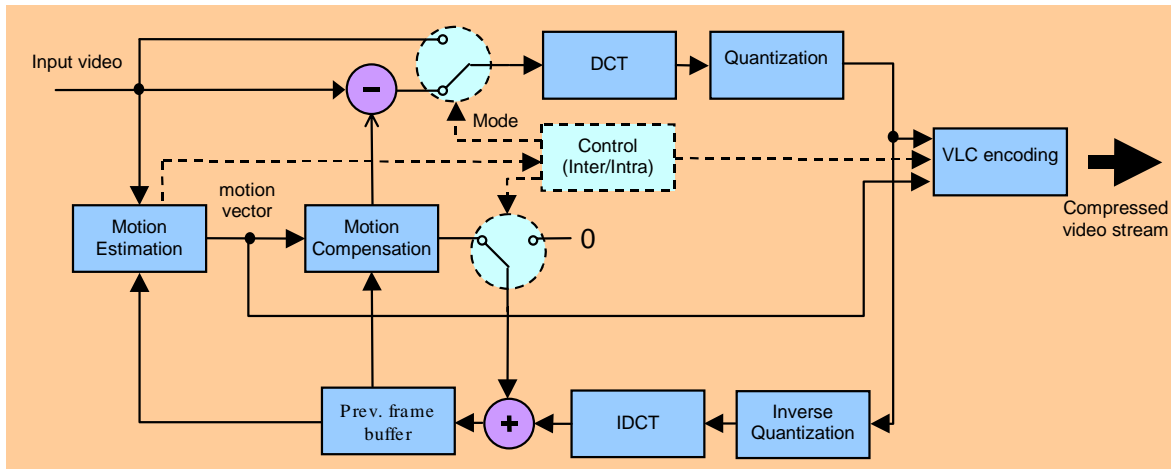 Input video
DCT
Quantization
-
Mode
Control
(Inter/Intra)
VLC encoding
motion
vector
Motion
Estimation
Motion
Compensation
0
Compressed
video stream
Prev. frame
buffer
+
IDCT
Inverse
Quantization